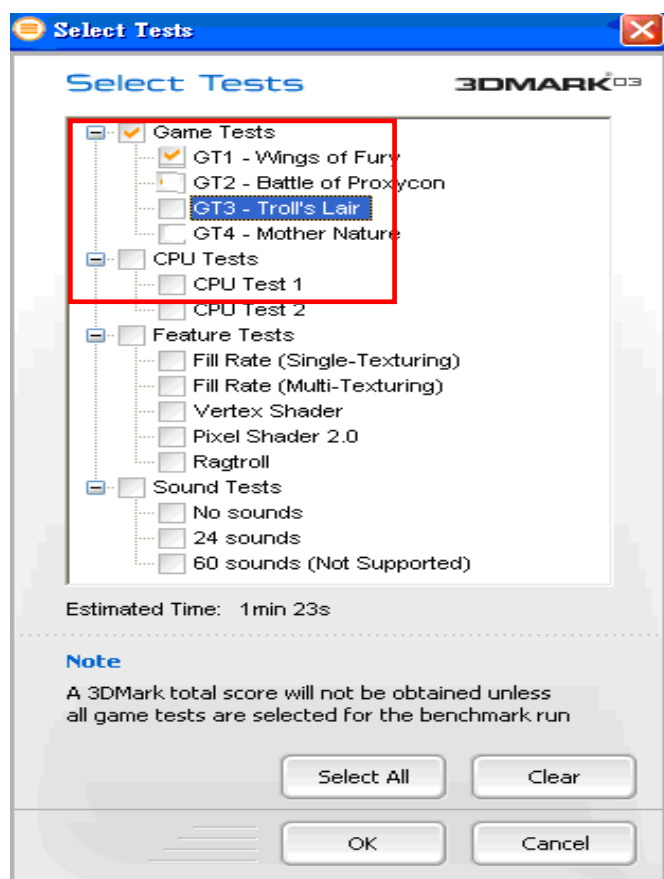 Select Tests
Select Tests
3DMARK03
Game Tests
GT1 - Wings of Fury
GT2 - Battle of Proxycon
GT3 - Troll's Lair
GT4 - Mother Nature
CPU Tests
CPU Test 1
CPU Test 2
Feature Tests
Fill Rate (Single-Texturing)
Fill Rate (Multi-Texturing)
Vertex Shader
Pixel Shader 2.0
Ragtroll
Sound Tests
No sounds
24 sounds
60 sounds (Not Supported)
Estimated Time: 1min 23s
Note
A 3DMark total score will not be obtained unless
all game tests are selected for the benchmark run
Select All
Clear
OK
Cancel